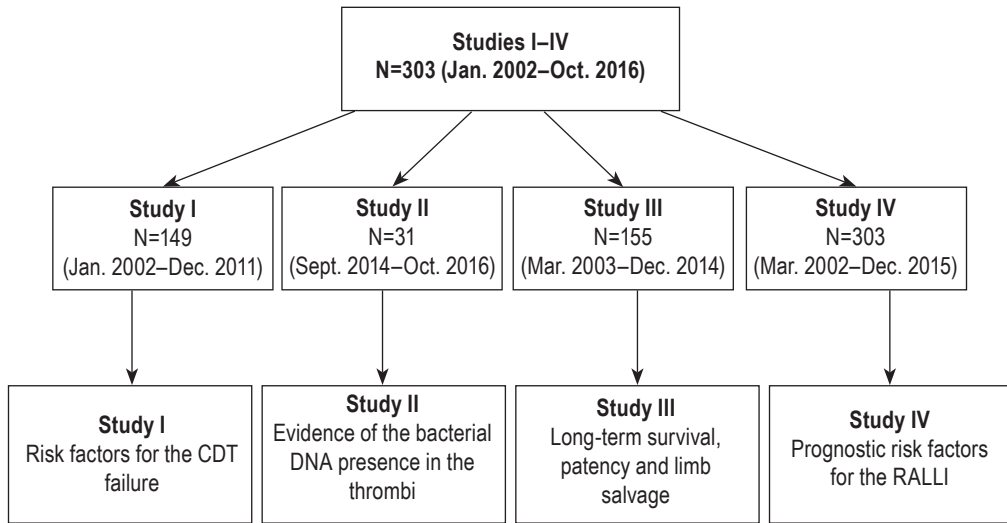 Studies I–IV
N=303 (Jan. 2002–Oct. 2016)
Study I
N=149
(Jan. 2002–Dec. 2011)
Study II
N=31
(Sept. 2014–Oct. 2016)
Study III
N=155
(Mar. 2003–Dec. 2014)
Study IV
N=303
(Mar. 2002–Dec. 2015)
Study I
Risk factors for the CDT
failure
Study II
Evidence of the bacterial
DNA presence in the
thrombi
Study III
Long-term survival,
patency and limb
salvage
Study IV
Prognostic risk factors
for the RALLI